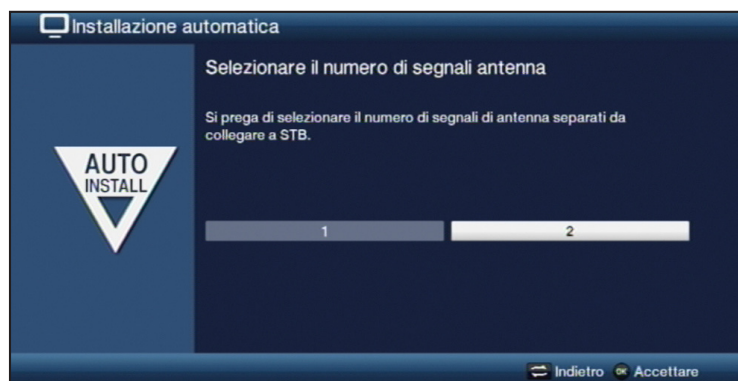 Installazione automatica
Selezionare il numero di segnali antenna
Si prega di selezionare il numero di segnali di antenna separati da
collegare a STB.
AUTO
INSTALL
1 2
Indietro OK Accettare